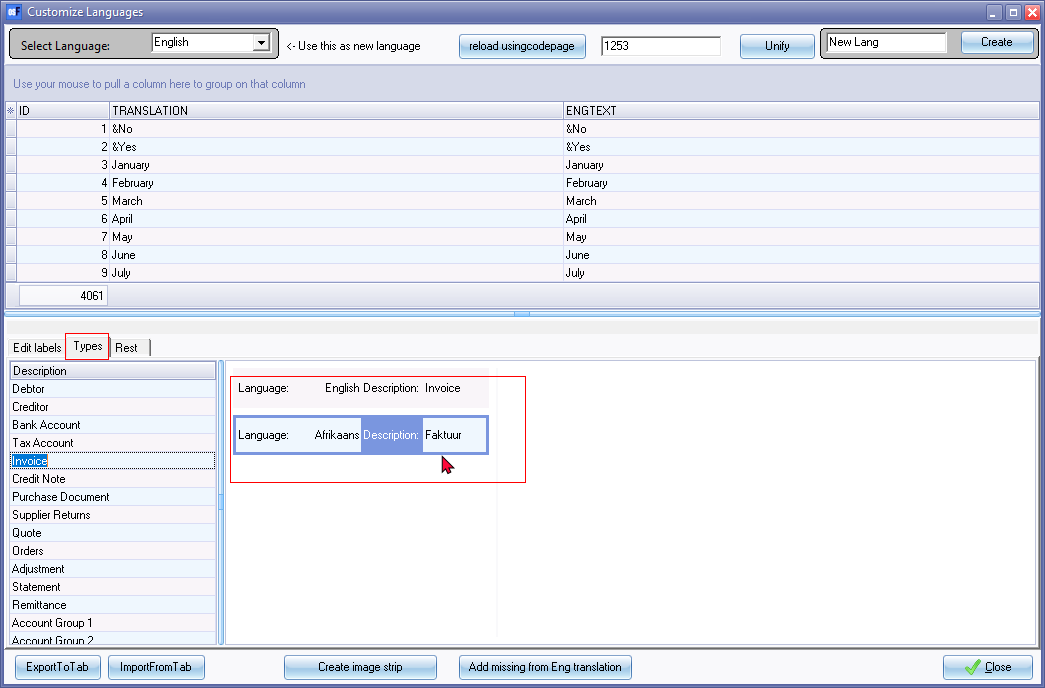 Customize Languages
Select Language: English <- Use this as new language reload usingcodepage 1253 Unify New Lang Create
Use your mouse to pull a column here to group on that column
ID TRANSLATION ENGTEXT
1 &No &No
2 &Yes &Yes
3 January January
4 February February
5 March March
6 April April
7 May May
8 June June
9 July July
4061
Edit labels Types Rest
Description
Debtor
Creditor
Bank Account
Tax Account
Invoice
Credit Note
Purchase Document
Supplier Returns
Quote
Orders
Adjustment
Statement
Remittance
Account Group 1
Account Group 2
Language: English Description: Invoice
Language: Afrikaans Description: Faktuur
ExportToTab ImportFromTab Create image strip Add missing from Eng translation Close